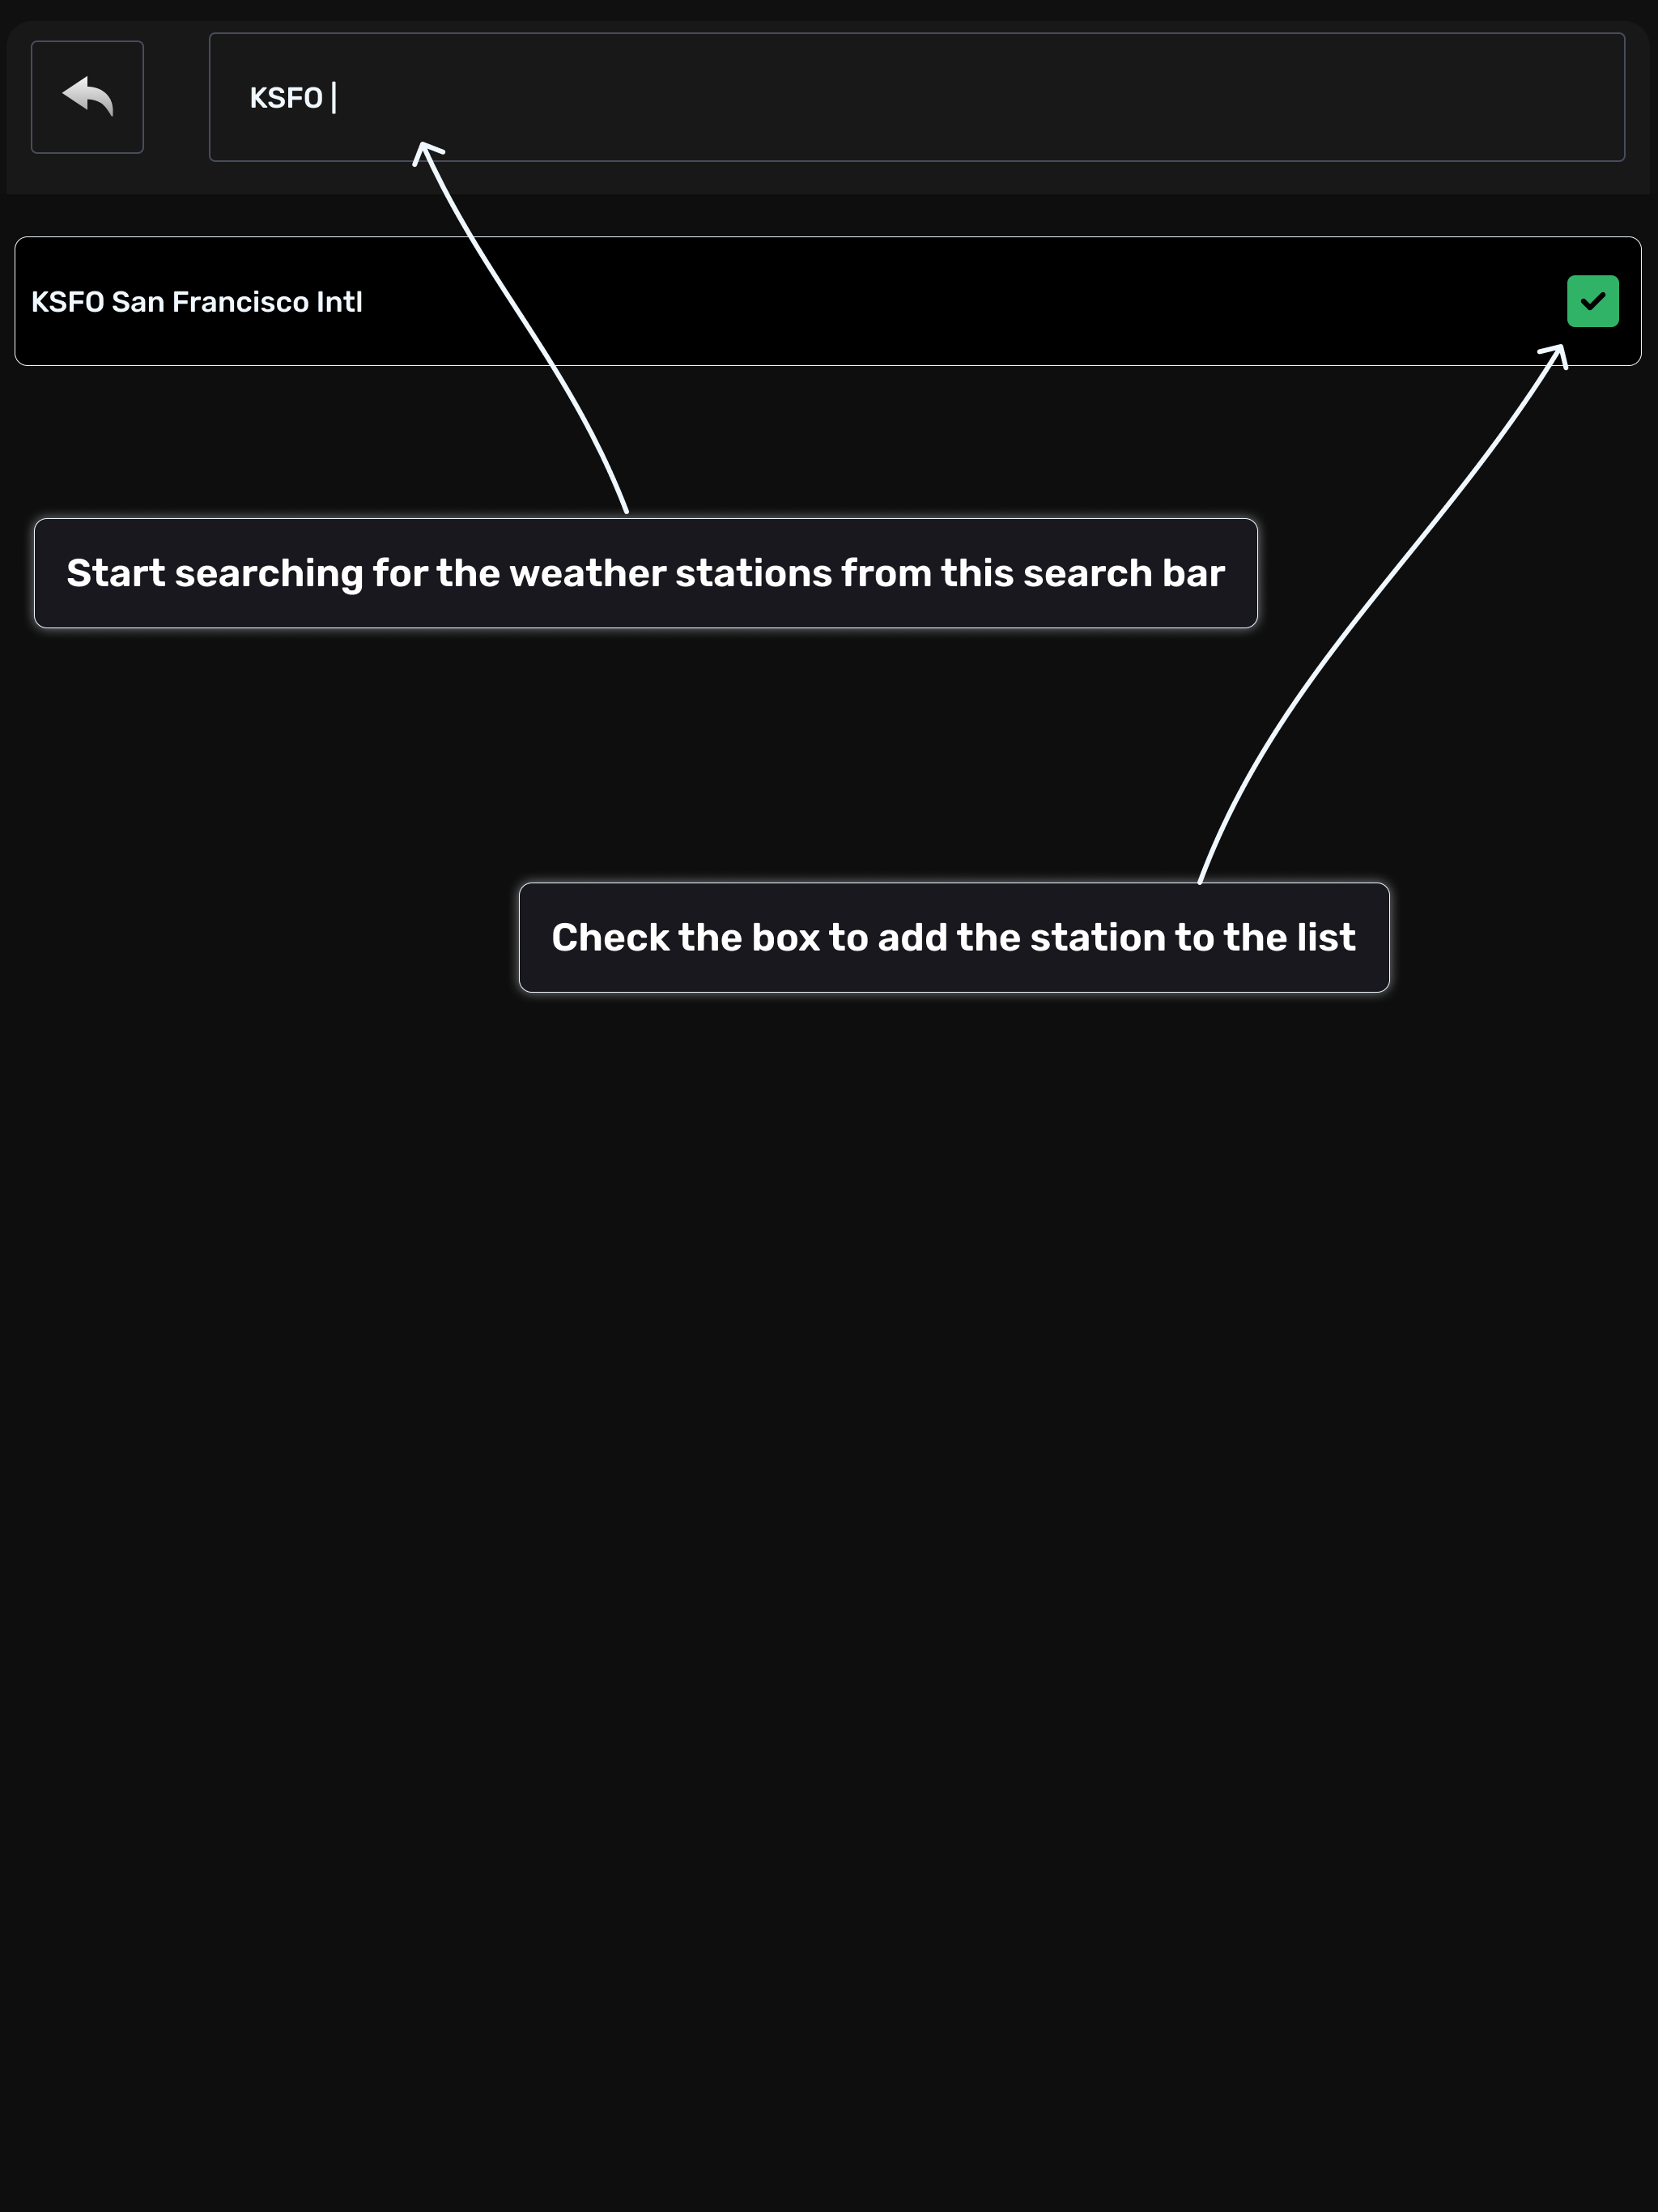 KSFO
KSFO San Francisco Intl
Start searching for the weather stations from this search bar
Check the box to add the station to the list